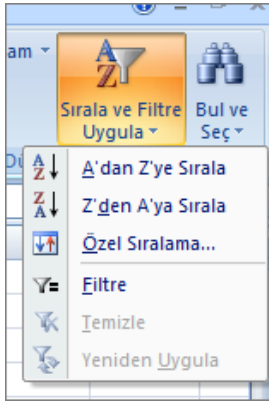 am
Sırala ve Filtre Uygula
Bul ve Seç
Dü
A'dan Z'ye Sırala
Z'den A'ya Sırala
Özel Sıralama...
Filtre
Temizle
Yeniden Uygula